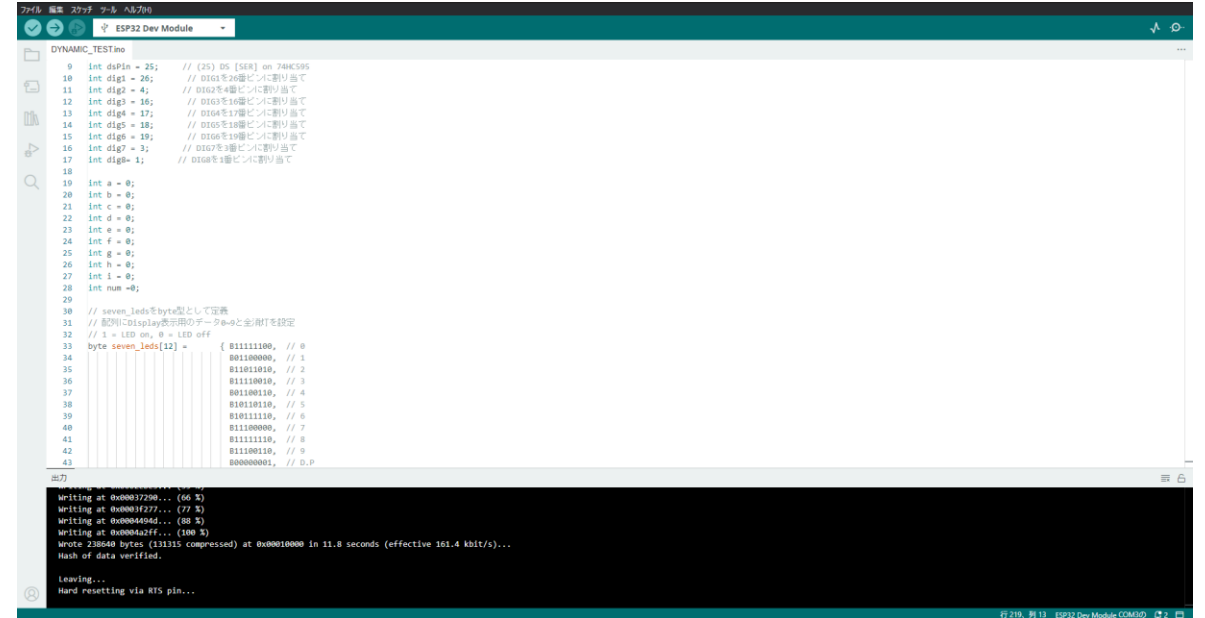 ファイル 編集 スケッチ ツール ヘルプ(H)
ESP32 Dev Module
DYNAMIC_TEST.ino
9 int dsPin = 25; // (25) DS [SER] on 74HC595
10 int dig1 = 26; // DIG1を26番ピンに割り当て
11 int dig2 = 4; // DIG2を4番ピンに割り当て
12 int dig3 = 16; // DIG3を16番ピンに割り当て
13 int dig4 = 17; // DIG4を17番ピンに割り当て
14 int dig5 = 18; // DIG5を18番ピンに割り当て
15 int dig6 = 19; // DIG6を19番ピンに割り当て
16 int dig7 = 3; // DIG7を3番ピンに割り当て
17 int dig8= 1; // DIG8を1番ピンに割り当て
18
19 int a = 0;
20 int b = 0;
21 int c = 0;
22 int d = 0;
23 int e = 0;
24 int f = 0;
25 int g = 0;
26 int h = 0;
27 int i = 0;
28 int num =0;
29
30 // seven_ledsをbyte型として定義
31 // 配列にDisplay表示用のデータ0~9と全消灯を設定
32 // 1 = LED on, 0 = LED off
33 byte seven_leds[12] = { B11111100, // 0
34 B01100000, // 1
35 B11011010, // 2
36 B11110010, // 3
37 B01100110, // 4
38 B10110110, // 5
39 B10111110, // 6
40 B11100000, // 7
41 B11111110, // 8
42 B11100110, // 9
43 B00000001, // D.P
出力
Writing at 0x00037290... (66 %)
Writing at 0x0003f277... (77 %)
Writing at 0x0004494d... (88 %)
Writing at 0x0004a2ff... (100 %)
Wrote 238640 bytes (131315 compressed) at 0x00010000 in 11.8 seconds (effective 161.4 kbit/s)...
Hash of data verified.
Leaving...
Hard resetting via RTS pin...
行 219、列 13 ESP32 Dev Module COM3の 2